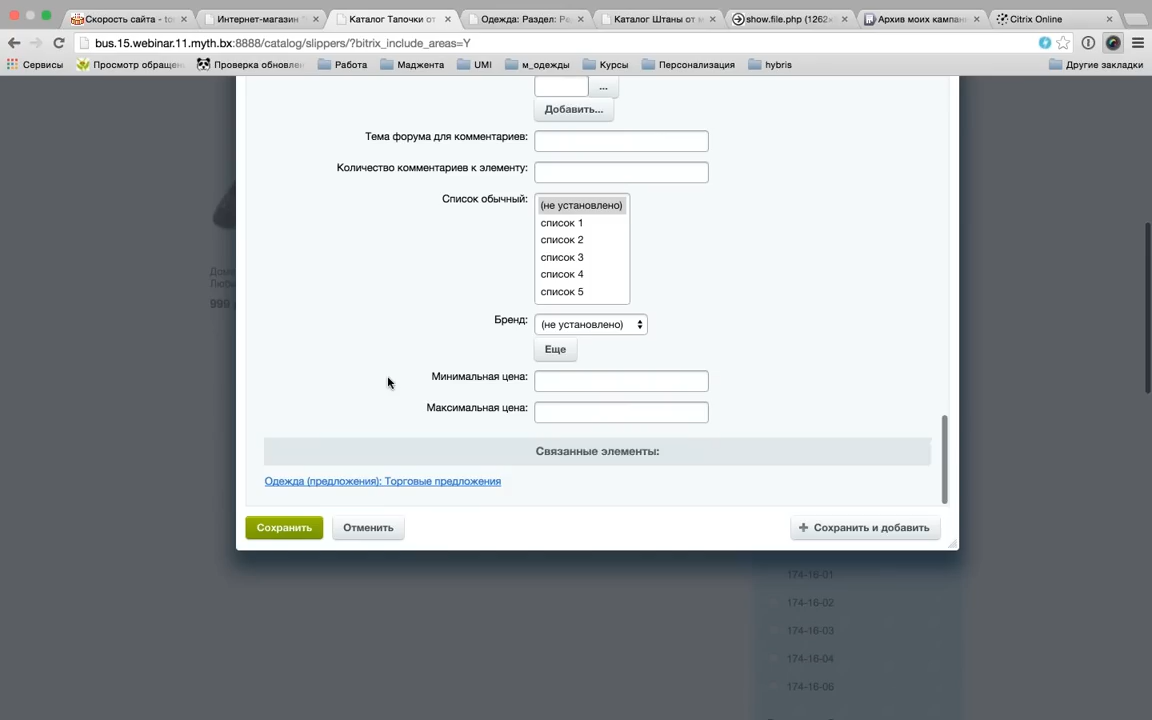 Скорость сайта - то
Интернет-магазин "
Каталог Тапочки от
Одежда: Раздел: Ре
Каталог Штаны от м
show.file.php (1262×
Архив моих кампан
Citrix Online
bus.15.webinar.11.myth.bx:8888/catalog/slippers/?bitrix_include_areas=Y
Сервисы
Просмотр обращен
Проверка обновлен
Работа
Маджента
UMI
м_одежды
Курсы
Персонализация
hybris
Другие закладки
...
Добавить...
Тема форума для комментариев:
Количество комментариев к элементу:
Список обычный:
(не установлено)
список 1
список 2
список 3
список 4
список 5
Бренд:
(не установлено)
Еще
Минимальная цена:
Максимальная цена:
Связанные элементы:
Одежда (предложения): Торговые предложения
Сохранить
Отменить
+ Сохранить и добавить
Дома
Люби
999
174-16-01
174-16-02
174-16-03
174-16-04
174-16-06